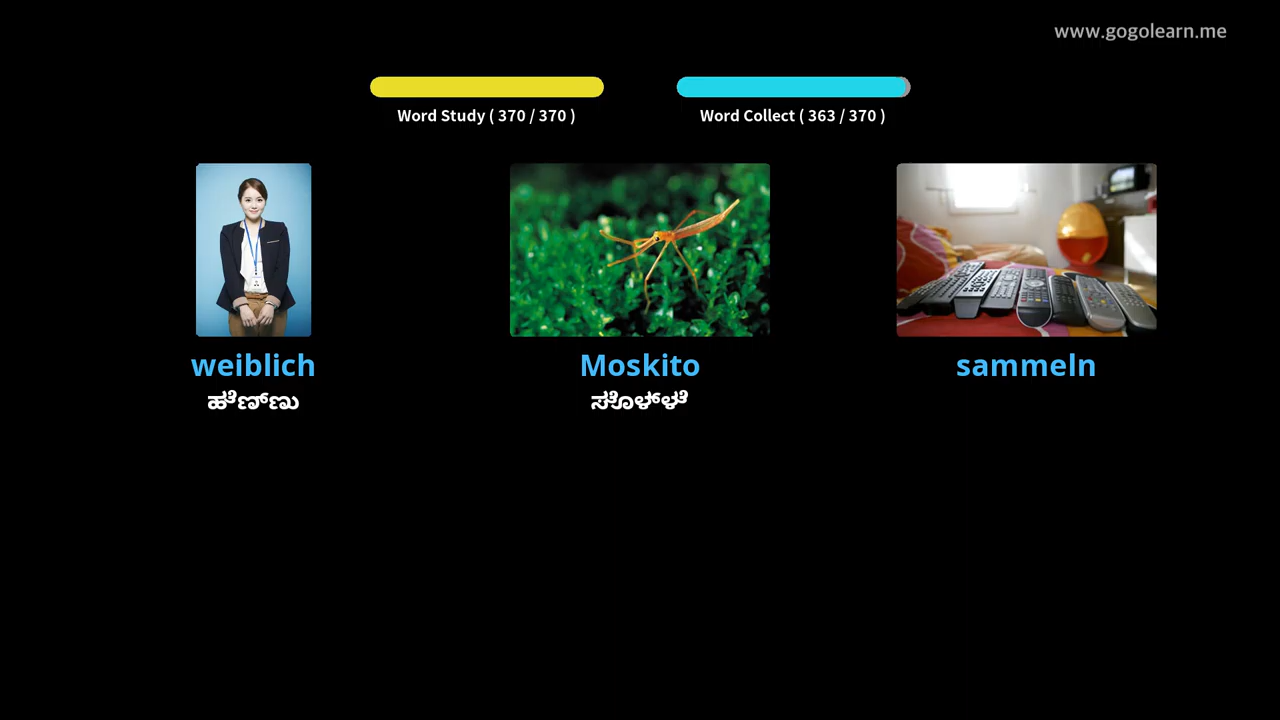 www.gogolearn.me
Word Study ( 370 / 370 )
Word Collect ( 363 / 370 )
weiblich
Moskito
sammeln
ಹೆಣ್ಣು
ಸೊಳ್ಳೆ